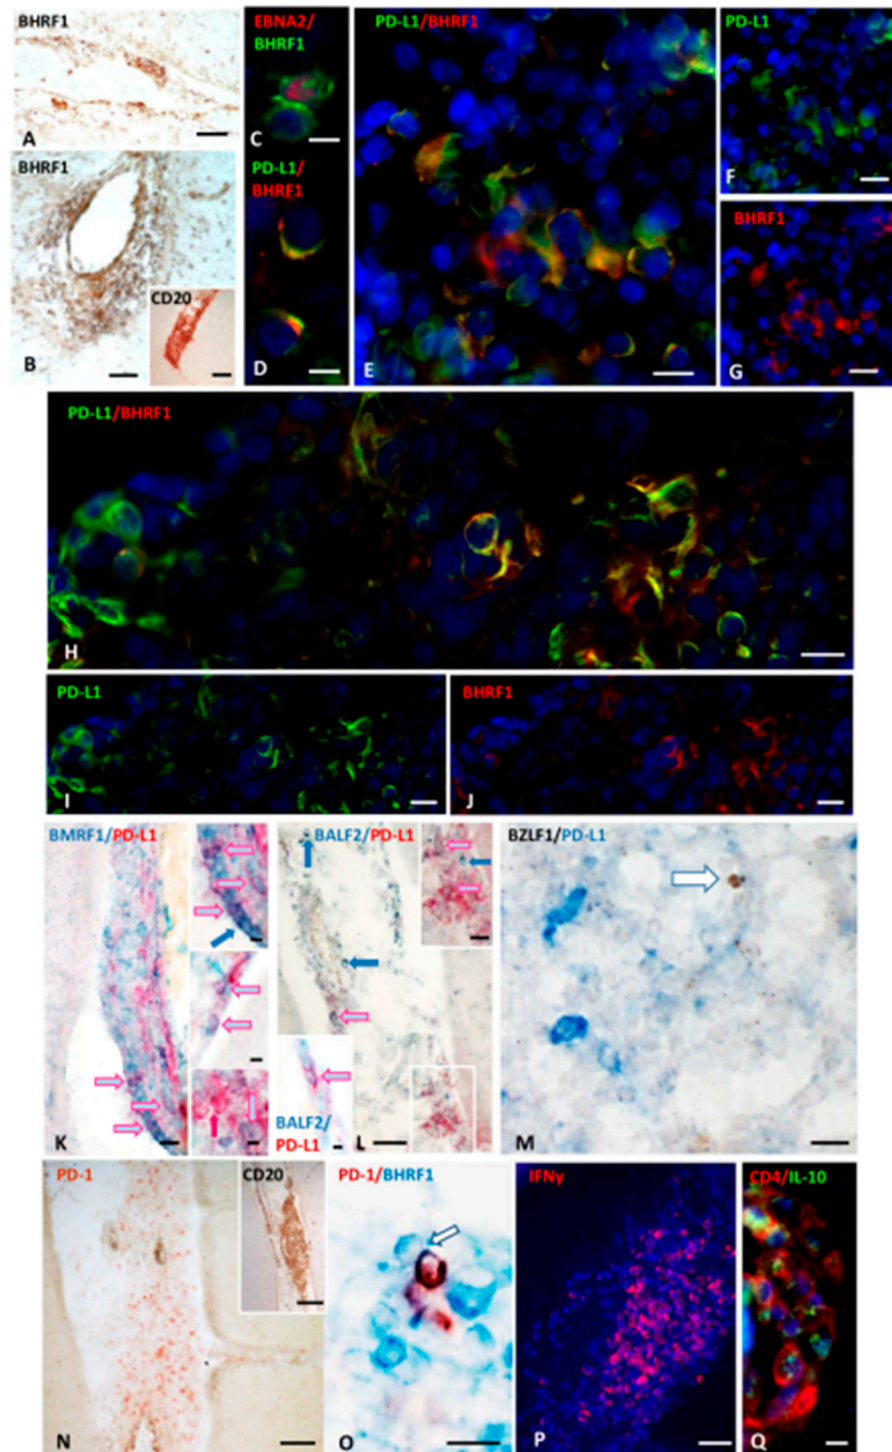 BHRF1
A
BHRF1
B
CD20
EBNA2/
BHRF1
C
PD-L1/
BHRF1
D
PD-L1/BHRF1
E
PD-L1
F
BHRF1
G
PD-L1/BHRF1
H
PD-L1
I
BHRF1
J
BMRF1/PD-L1
K
BALF2/PD-L1
BALF2/
PD-L1
L
BZLF1/PD-L1
M
PD-1
CD20
N
PD-1/BHRF1
O
IFNγ
P
CD4/IL-10
Q